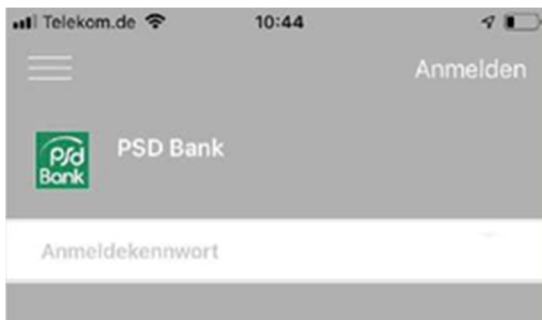 Telekom.de 10:44
Anmelden
PSD Bank
psd
Bank
Anmeldekennwort